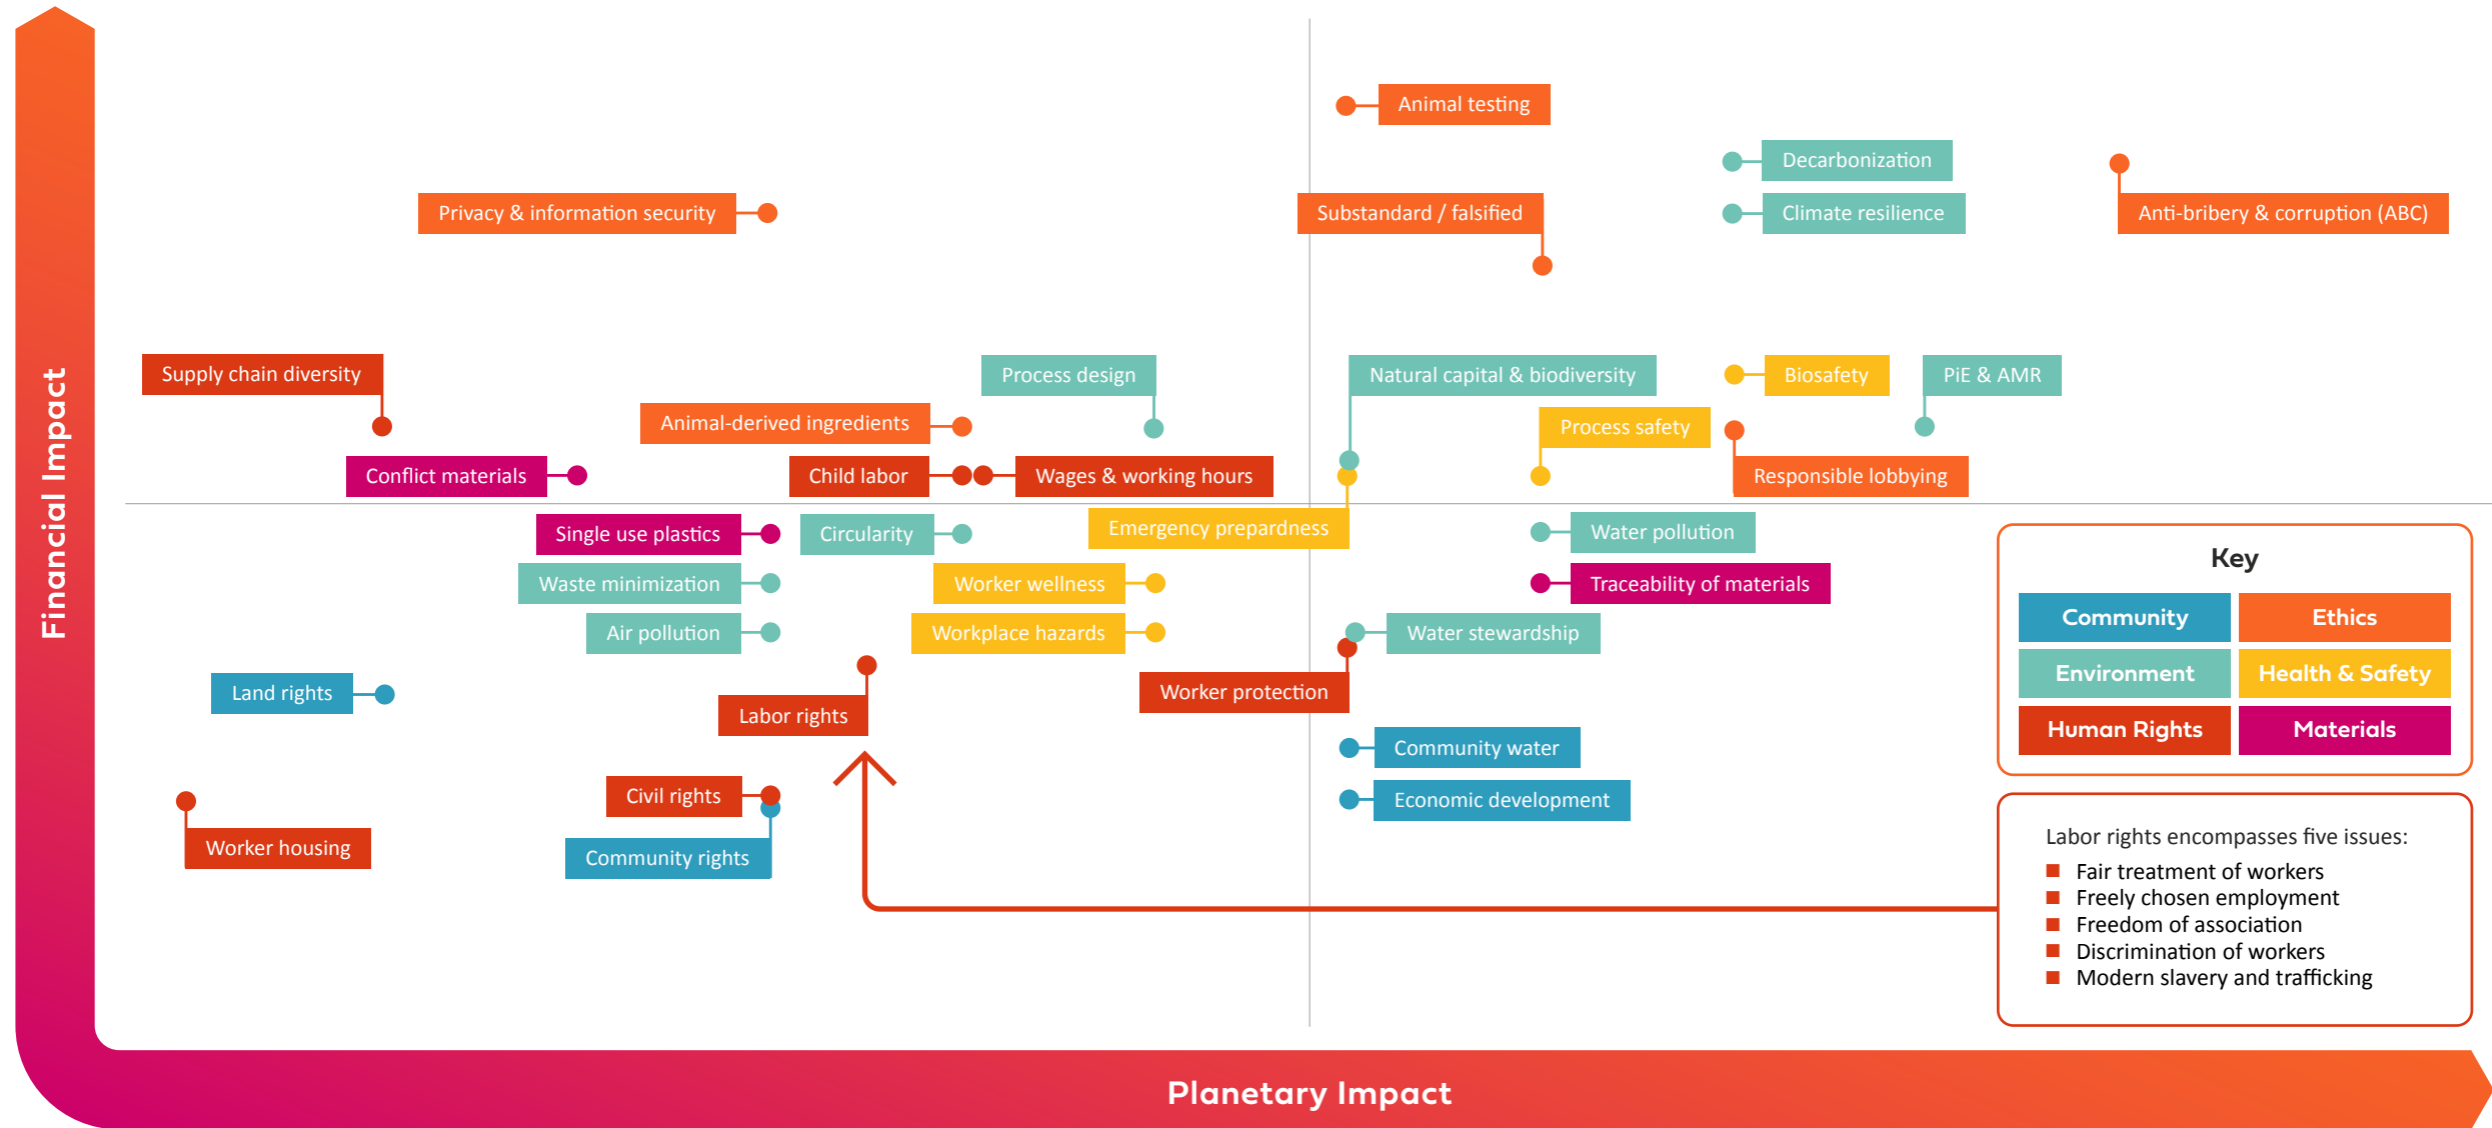 Financial Impact
Animal testing
Decarbonization
Privacy & information security
Substandard / falsified
Climate resilience
Anti-bribery & corruption (ABC)
Supply chain diversity
Process design
Natural capital & biodiversity
Biosafety
PiE & AMR
Animal-derived ingredients
Process safety
Conflict materials
Child labor
Wages & working hours
Responsible lobbying
Single use plastics
Circularity
Emergency prepardness
Water pollution
Waste minimization
Worker wellness
Traceability of materials
Air pollution
Workplace hazards
Water stewardship
Land rights
Labor rights
Worker protection
Community water
Civil rights
Economic development
Worker housing
Community rights
Key
Community
Ethics
Environment
Health & Safety
Human Rights
Materials
Labor rights encompasses five issues:
Fair treatment of workers
Freely chosen employment
Freedom of association
Discrimination of workers
Modern slavery and trafficking
Planetary Impact